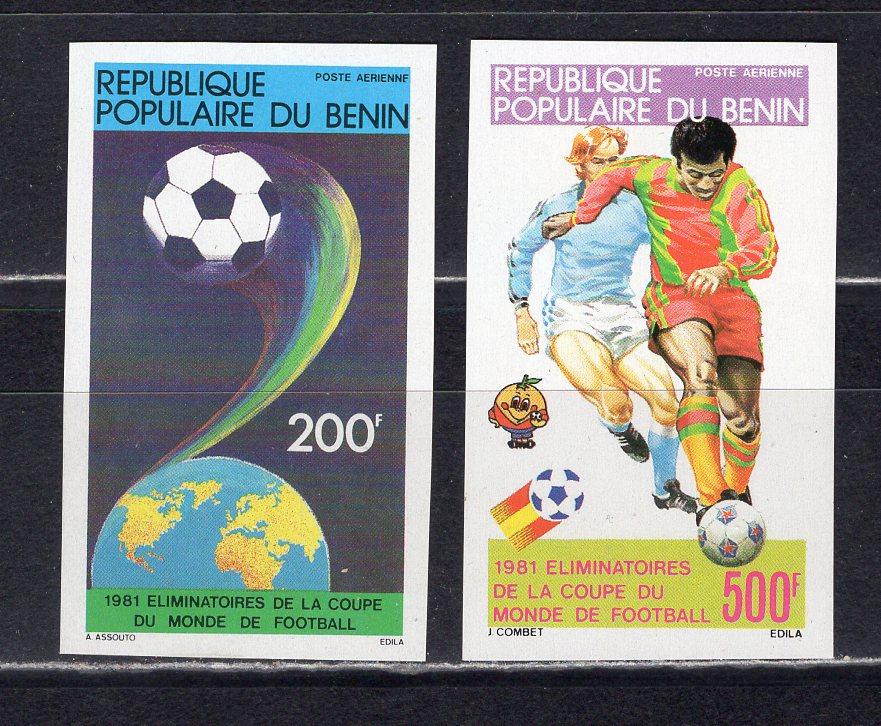 REPUBLIQUE
POSTE AERIENNE
POPULAIRE DU BENIN
200F
1981 ELIMINATOIRES DE LA COUPE
DU MONDE DE FOOTBALL
A. ASSOUTO
EDILA
REPUBLIQUE
POSTE AERIENNE
POPULAIRE DU BENIN
1981 ELIMINATOIRES
DE LA COUPE DU
MONDE DE FOOTBALL
500F
J. COMBET
EDILA